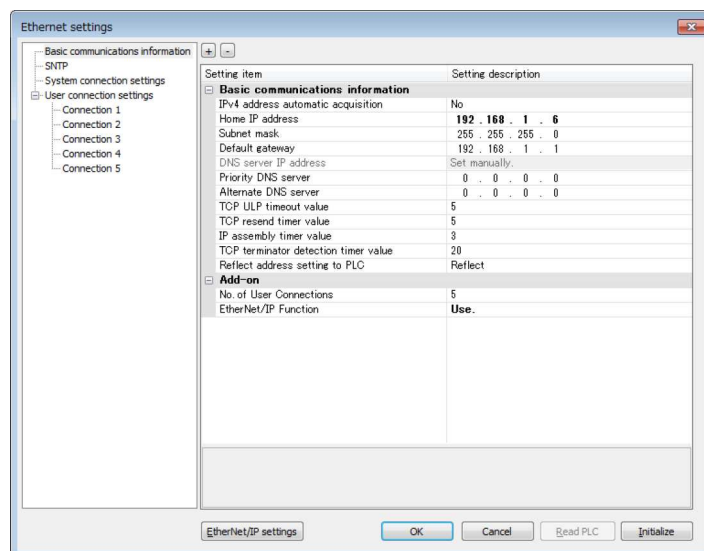 Ethernet settings
Basic communications information
SNTP
System connection settings
User connection settings
Connection 1
Connection 2
Connection 3
Connection 4
Connection 5
+ -
Setting item Setting description
Basic communications information
IPv4 address automatic acquisition No
Home IP address 192 . 168 . 1 . 6
Subnet mask 255 . 255 . 255 . 0
Default gateway 192 . 168 . 1 . 1
DNS server IP address Set manually.
Priority DNS server 0 . 0 . 0 . 0
Alternate DNS server 0 . 0 . 0 . 0
TCP ULP timeout value 5
TCP resend timer value 5
IP assembly timer value 3
TCP terminator detection timer value 20
Reflect address setting to PLC Reflect
Add-on
No. of User Connections 5
EtherNet/IP Function Use.
EtherNet/IP settings OK Cancel Read PLC Initialize